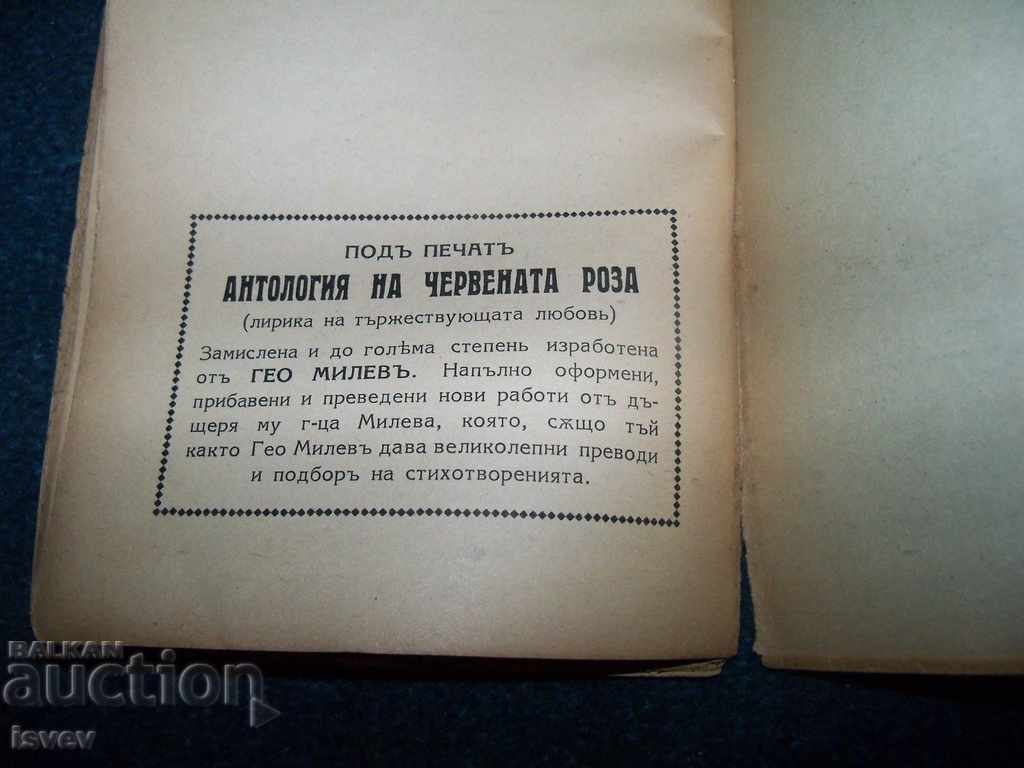 ПОДЪ ПЕЧАТЪ
АНТОЛОГИЯ НА ЧЕРВЕНАТА РОЗА
(лирика на тържествующата любовь)
Замислена и до голѣма степень изработена
отъ ГЕО МИЛЕВЪ. Напълно оформени,
прибавени и преведени нови работи отъ дъ-
щеря му г-ца Милева, която, сѫщо тъй
както Гео Милевъ дава великолепни преводи
и подборъ на стихотворенията.
BALKAN
auction
isvev